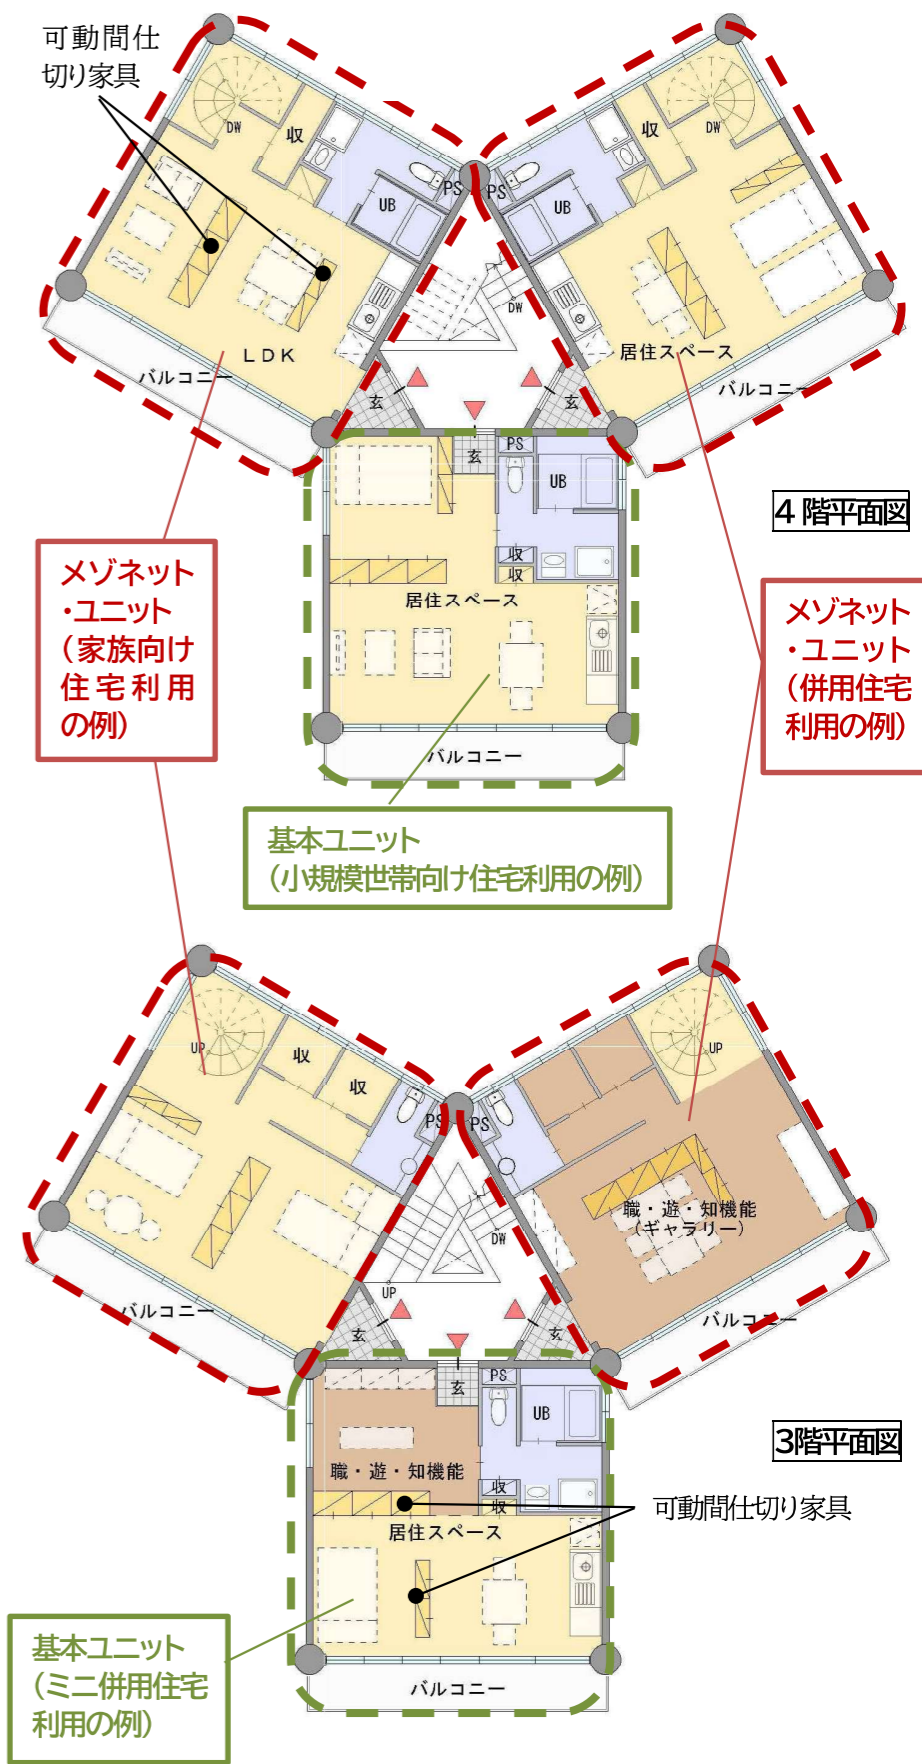 可動間仕
切り家具
DW
収
PS
UB
LDK
バルコニー
玄
DW
PS
UB
収
DW
居住スペース
バルコニー
玄
玄
PS
UB
収
収
居住スペース
バルコニー
4階平面図
メゾネット
・ユニット
(家族向け
住宅利用
の例)
メゾネット
・ユニット
(併用住宅
利用の例)
基本ユニット
(小規模世帯向け住宅利用の例)
UP
収
収
PS
バルコニー
玄
UP
DW
PS
UP
職・遊・知機能
(ギャラリー)
バルコニー
玄
玄
PS
UB
職・遊・知機能
収
収
居住スペース
バルコニー
3階平面図
可動間仕切り家具
基本ユニット
(ミニ併用住宅
利用の例)